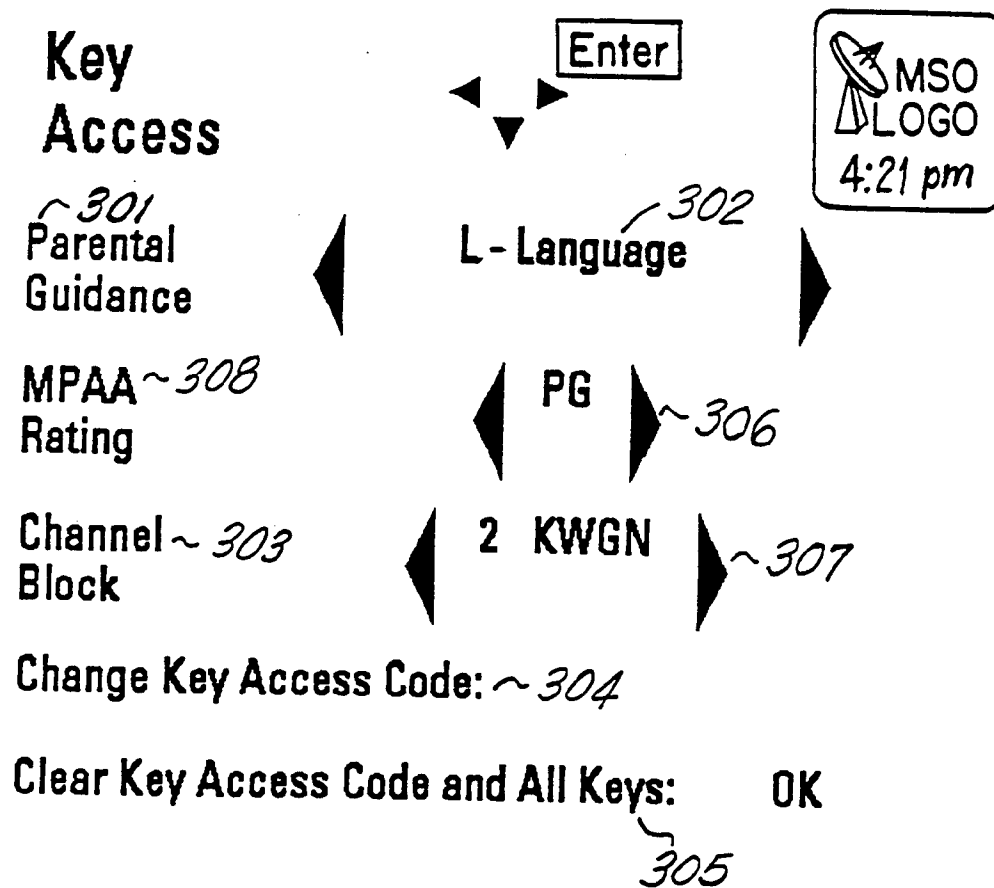 Key
Access
Enter
MSO
LOGO
4:21 pm
~301
Parental
Guidance
L - Language
302
MPAA ~308
Rating
PG
~306
Channel ~ 303
Block
2 KWGN
~307
Change Key Access Code: ~304
Clear Key Access Code and All Keys: OK
305